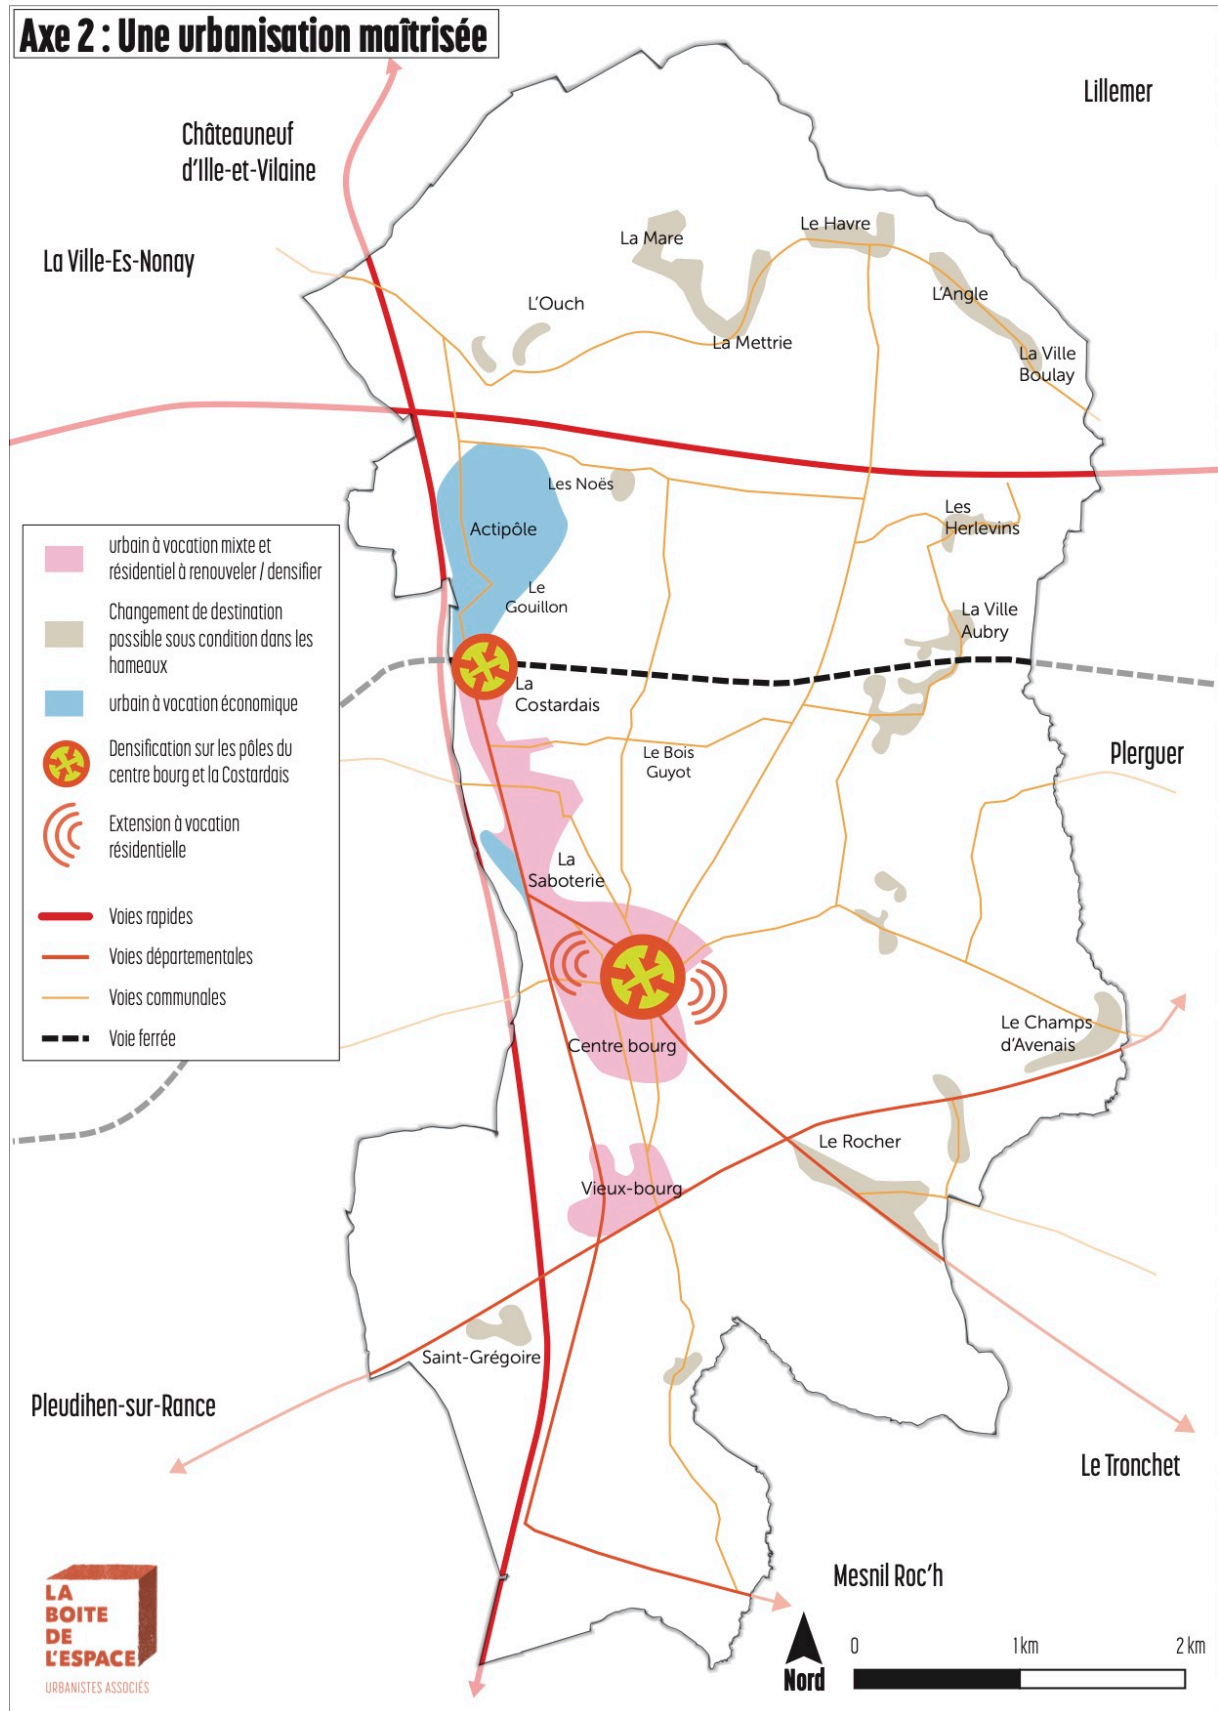 Axe 2 : Une urbanisation maîtrisée
Lillemer
Châteauneuf
d'Ille-et-Vilaine
La Ville-Es-Nonay
La Mare
Le Havre
L'Ouch
L'Angle
La Mettrie
La Ville
Boulay
Les Noës
Actipôle
Les
Herlevins
Le
Gouillon
La Ville
Aubry
La
Costardais
Le Bois
Guyot
Plerguer
La
Saboterie
Centre bourg
Le Champs
d'Avenais
Le Rocher
Vieux-bourg
Saint-Grégoire
Pleudihen-sur-Rance
Le Tronchet
Mesnil Roc'h
urbain à vocation mixte et
résidentiel à renouveler / densifier
Changement de destination
possible sous condition dans les
hameaux
urbain à vocation économique
Densification sur les pôles du
centre bourg et la Costardais
Extension à vocation
résidentielle
Voies rapides
Voies départementales
Voies communales
Voie ferrée
LA
BOITE
DE
L'ESPACE
URBANISTES ASSOCIÉS
Nord
0 1 km 2 km